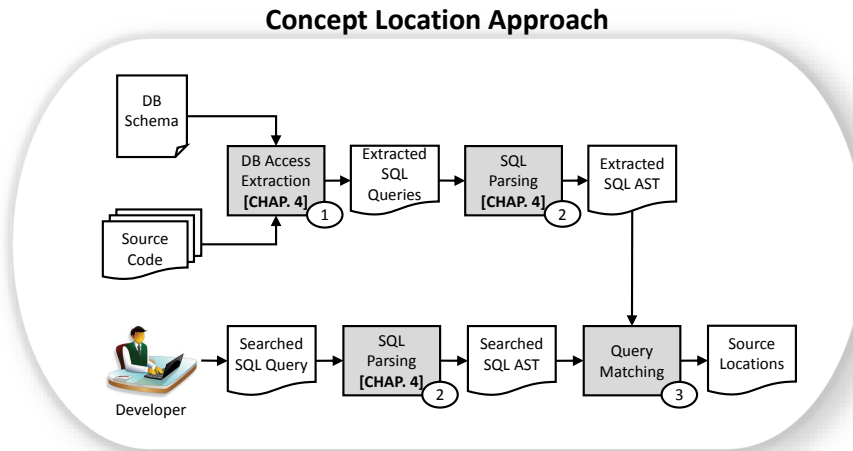 Concept Location Approach
DB
Schema
DB Access
Extraction
[CHAP. 4]
1
Extracted
SQL
Queries
SQL
Parsing
[CHAP. 4]
2
Extracted
SQL AST
Source
Code
Developer
Searched
SQL Query
SQL
Parsing
[CHAP. 4]
2
Searched
SQL AST
Query
Matching
3
Source
Locations